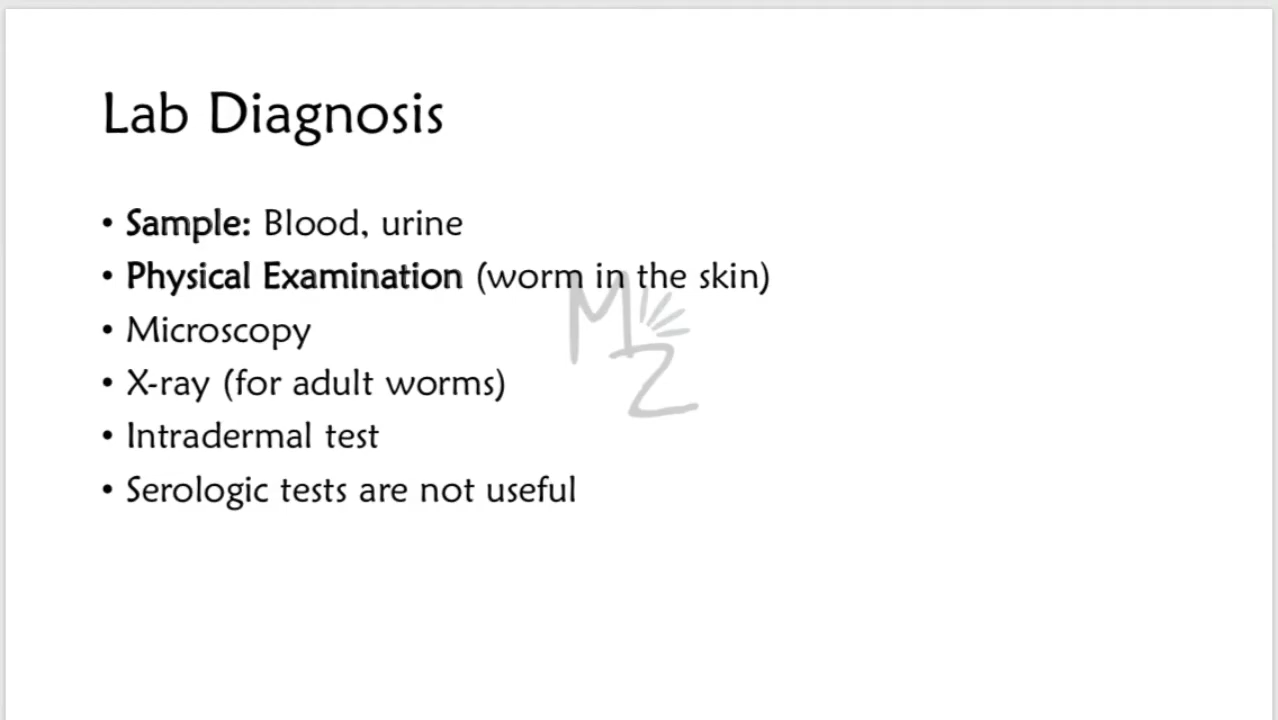 Lab Diagnosis
• Sample: Blood, urine
• Physical Examination (worm in the skin)
• Microscopy
• X-ray (for adult worms)
• Intradermal test
• Serologic tests are not useful
MZ